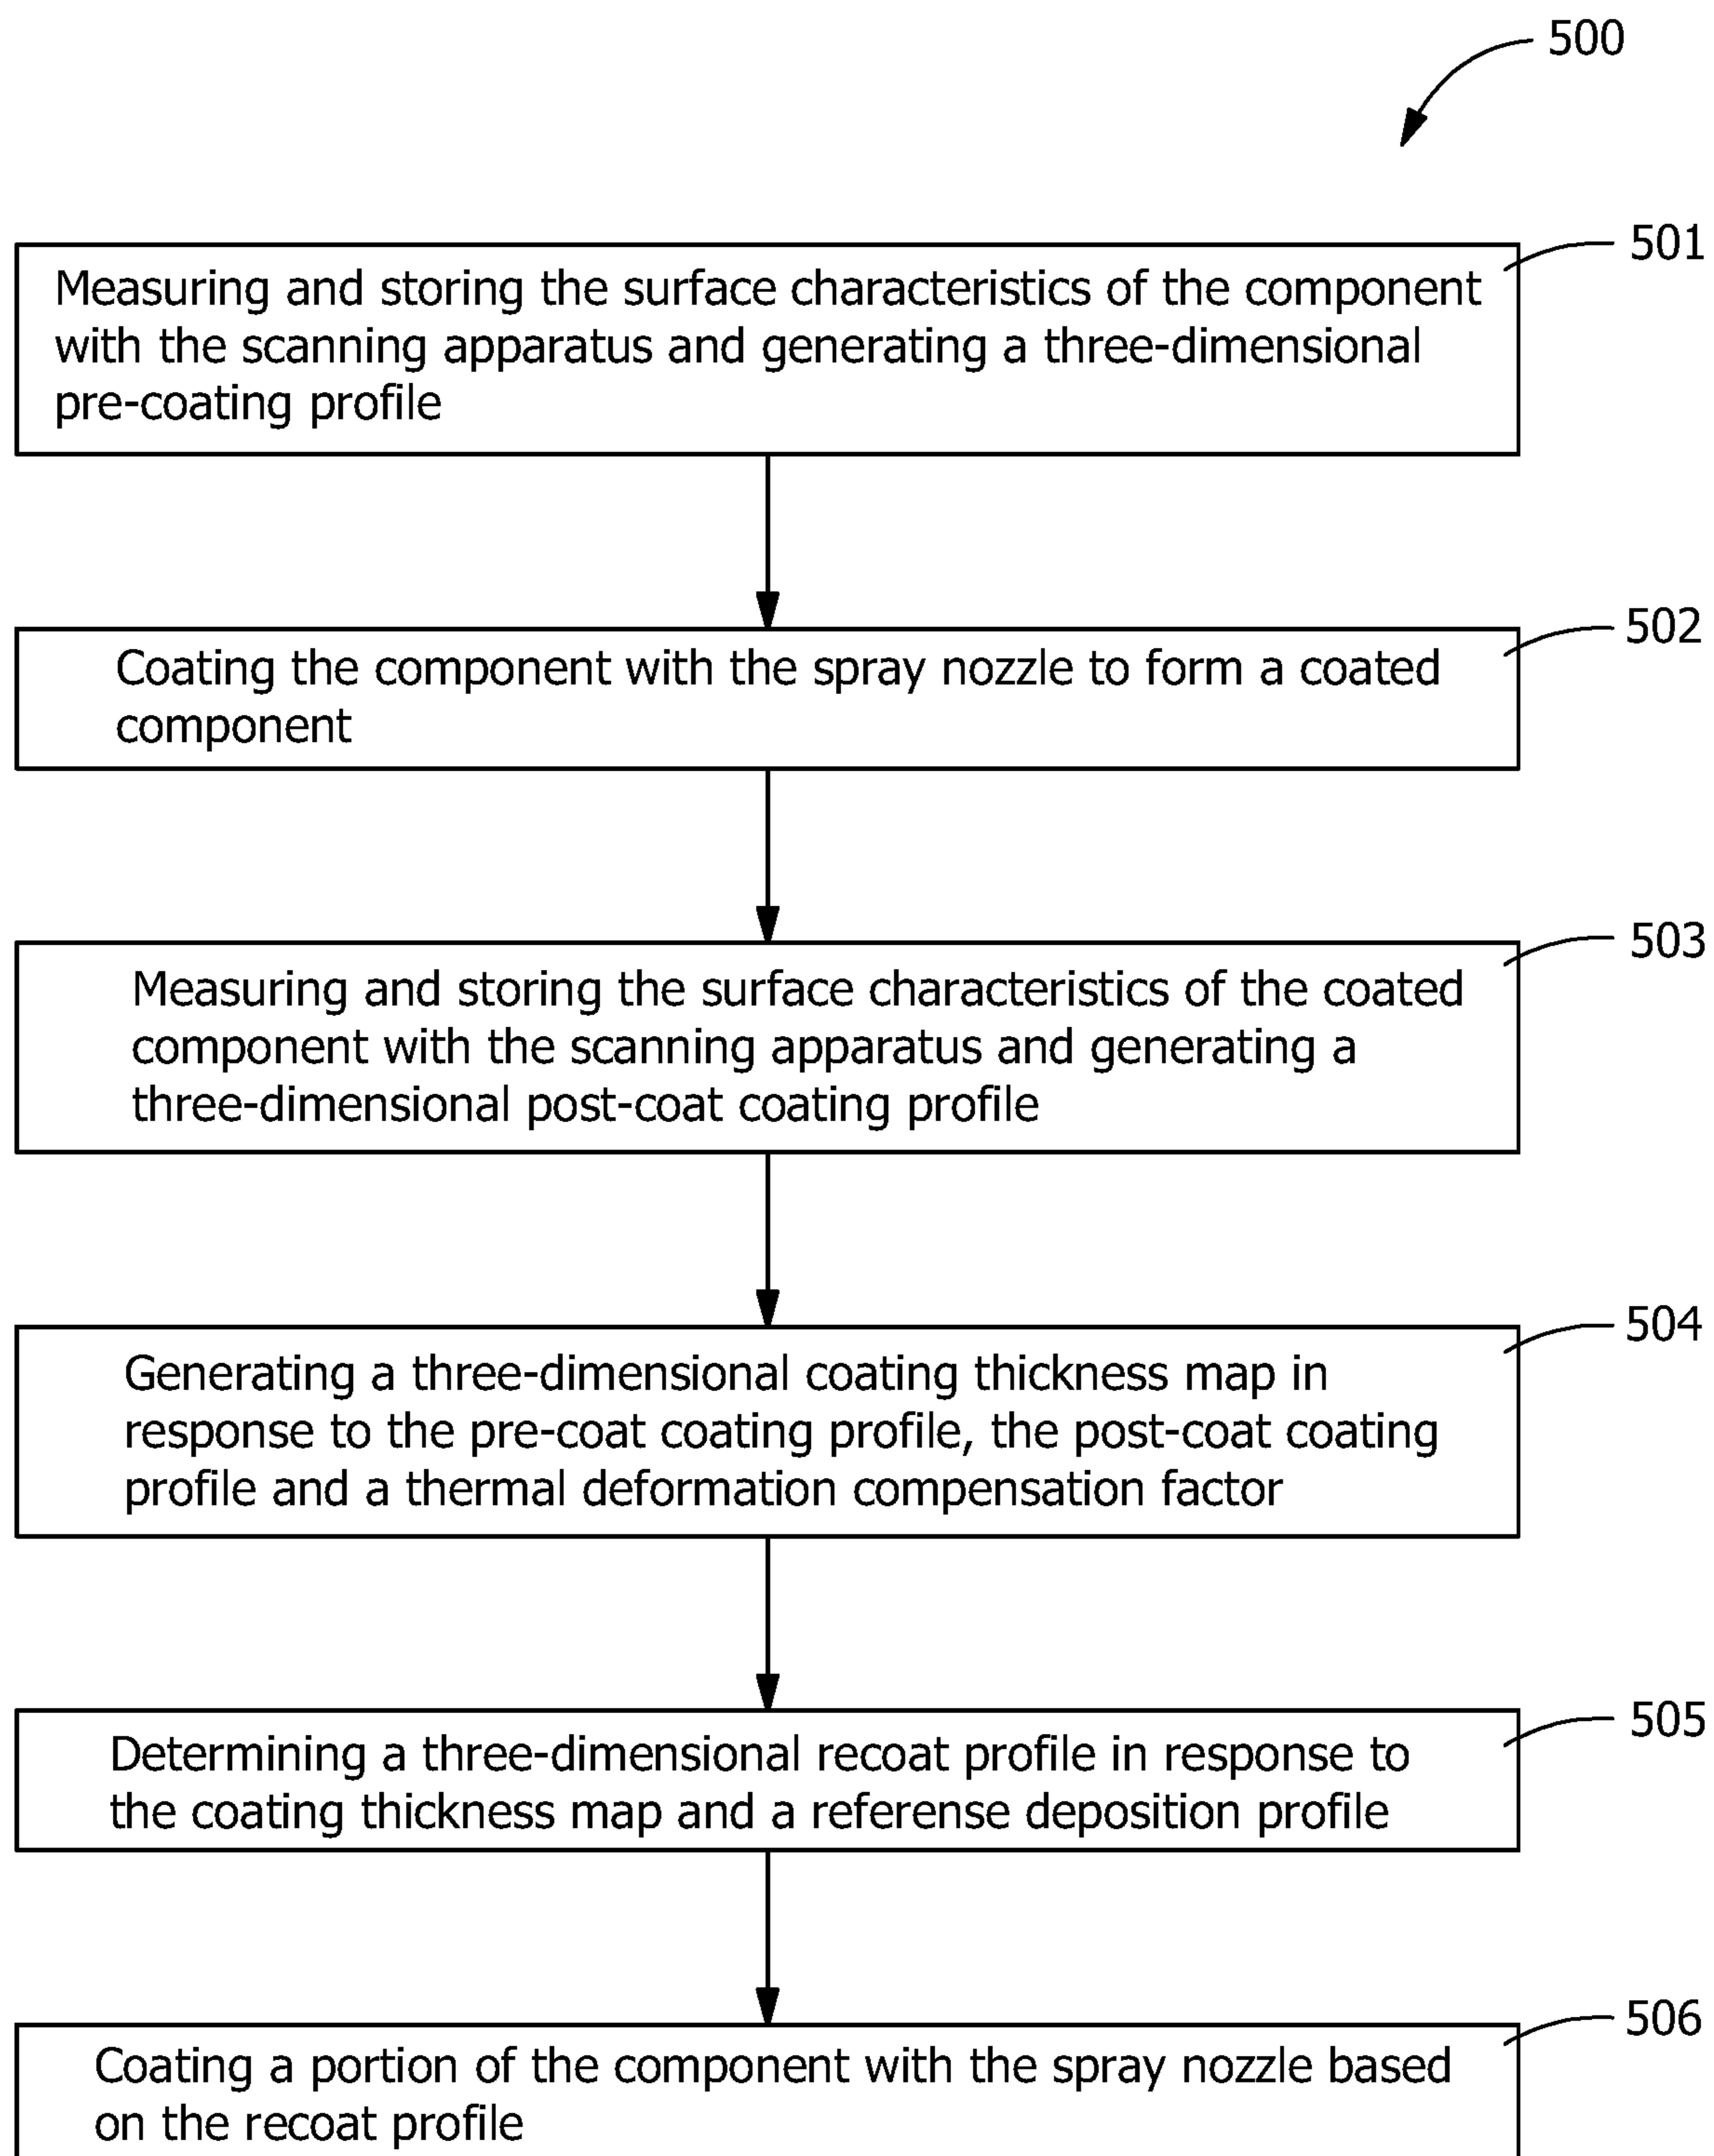 500
501
Measuring and storing the surface characteristics of the component
with the scanning apparatus and generating a three-dimensional
pre-coating profile
502
Coating the component with the spray nozzle to form a coated
component
503
Measuring and storing the surface characteristics of the coated
component with the scanning apparatus and generating a
three-dimensional post-coat coating profile
504
Generating a three-dimensional coating thickness map in
response to the pre-coat coating profile, the post-coat coating
profile and a thermal deformation compensation factor
505
Determining a three-dimensional recoat profile in response to
the coating thickness map and a referense deposition profile
506
Coating a portion of the component with the spray nozzle based
on the recoat profile